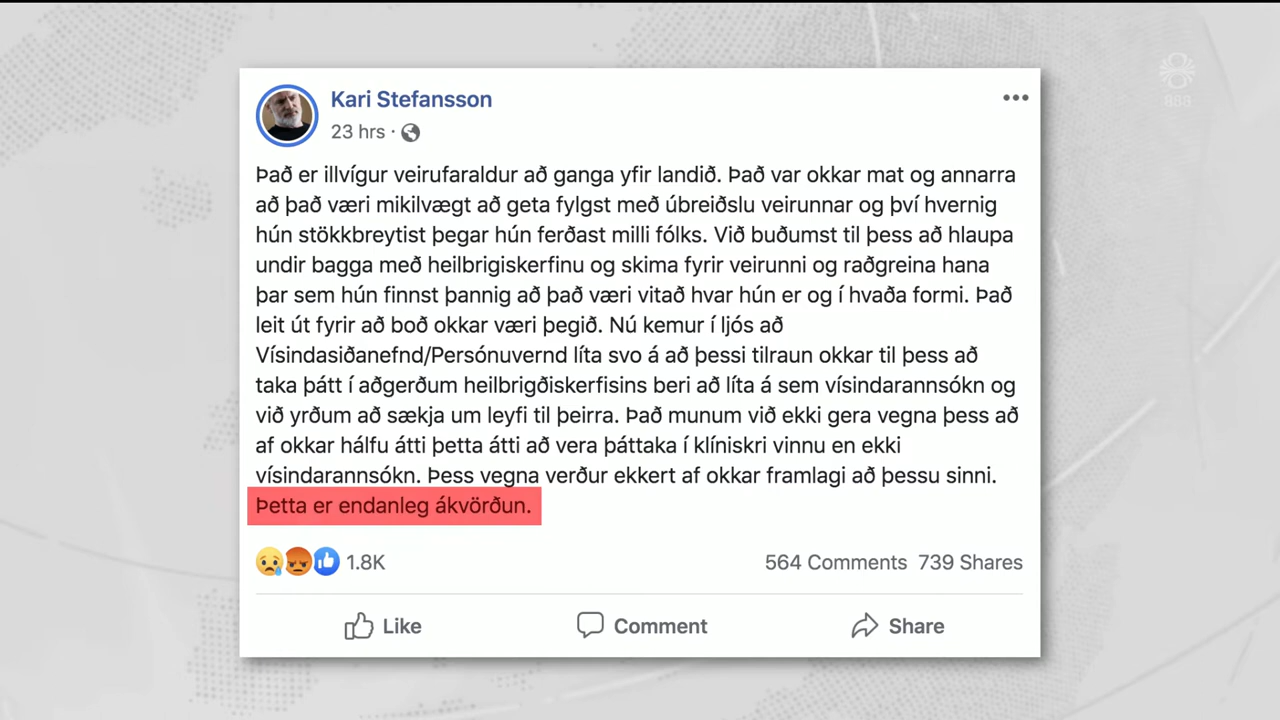 Kari Stefansson
23 hrs ·
Það er illvígur veirufaraldur að ganga yfir landið. Það var okkar mat og annarra
að það væri mikilvægt að geta fylgst með úbreiðslu veirunnar og því hvernig
hún stökkbreytist þegar hún ferðast milli fólks. Við buðumst til þess að hlaupa
undir bagga með heilbrigiskerfinu og skima fyrir veirunni og raðgreina hana
þar sem hún finnst þannig að það væri vitað hvar hún er og í hvaða formi. Það
leit út fyrir að boð okkar væri þegið. Nú kemur í ljós að
Vísindasiðanefnd/Persónuvernd líta svo á að þessi tilraun okkar til þess að
taka þátt í aðgerðum heilbrigðiskerfisins beri að líta á sem vísindarannsókn og
við yrðum að sækja um leyfi til þeirra. Það munum við ekki gera vegna þess að
af okkar hálfu átti þetta átti að vera þáttaka í klíniskri vinnu en ekki
vísindarannsókn. Þess vegna verður ekkert af okkar framlagi að þessu sinni.
Þetta er endanleg ákvörðun.
1.8K
564 Comments 739 Shares
Like Comment Share
888